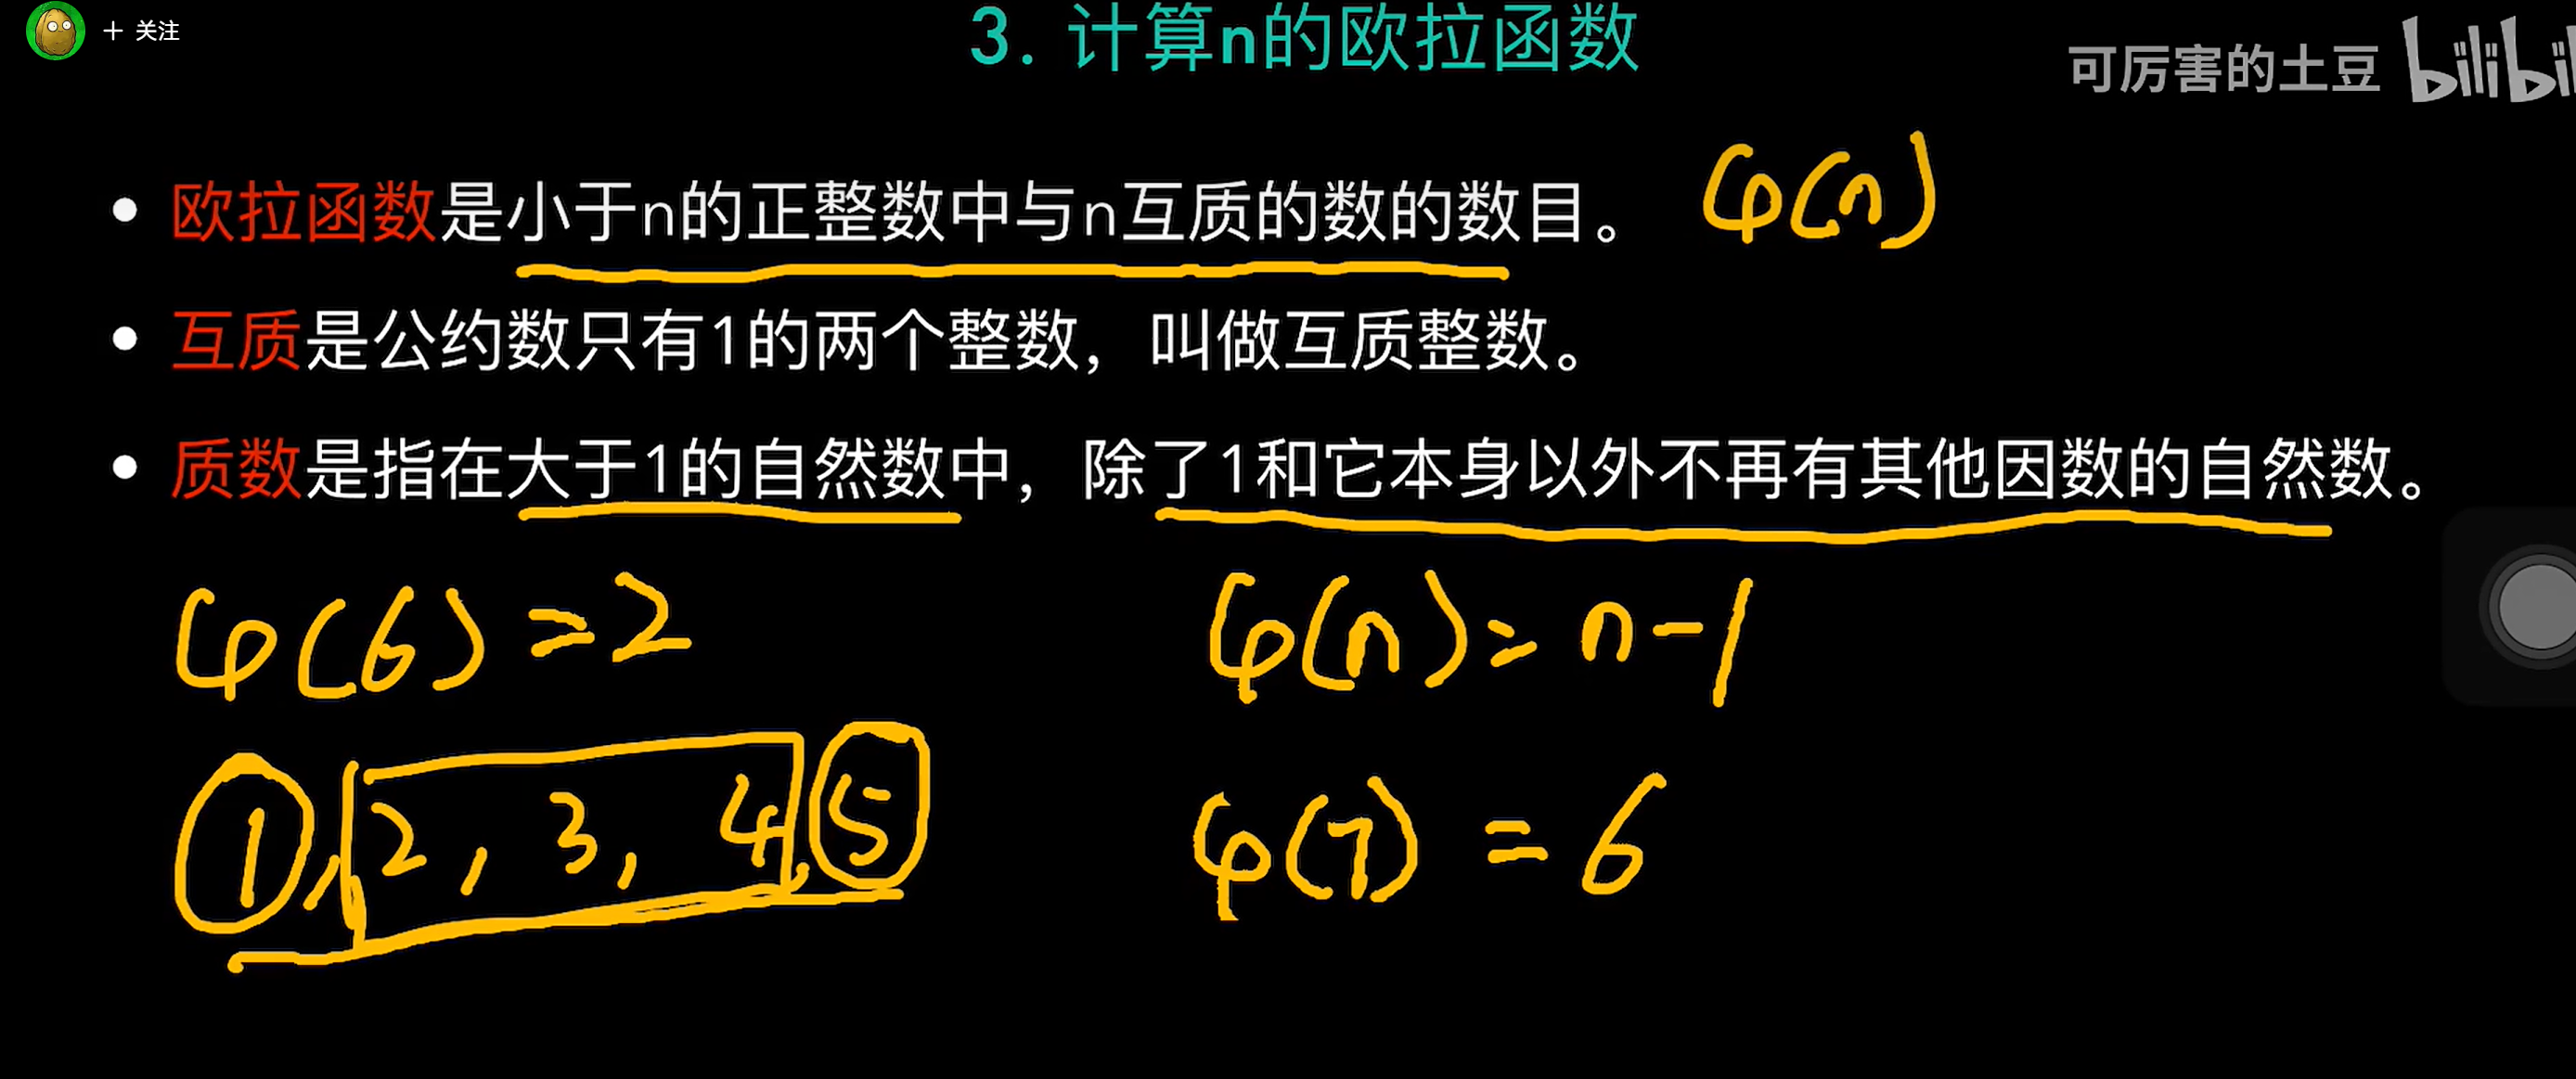 + 关注
3. 计算n的欧拉函数
可厉害的土豆 bilibil
欧拉函数是小于n的正整数中与n互质的数的数目。 φ(n)
互质是公约数只有1的两个整数，叫做互质整数。
质数是指在大于1的自然数中，除了1和它本身以外不再有其他因数的自然数。
φ(6)=2
φ(n)=n-1
1, 2, 3, 4, 5
φ(7)=6